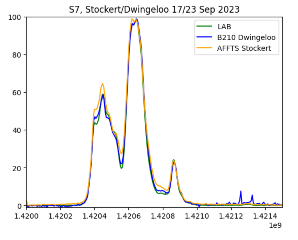 S7, Stockert/Dwingeloo 17/23 Sep 2023
100
LAB
B210 Dwingeloo
AFFTS Stockert
80
60
40
20
0
1.4200 1.4202 1.4204 1.4206 1.4208 1.4210 1.4212 1.4214
1e9